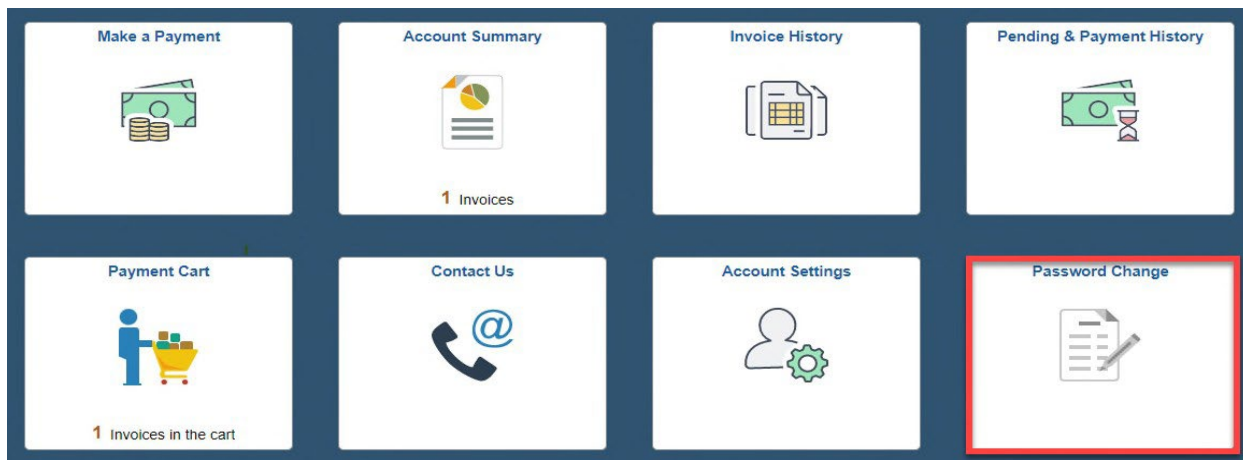 Make a Payment
Account Summary
Invoice History
Pending & Payment History
1 Invoices
Payment Cart
Contact Us
Account Settings
Password Change
@
1 Invoices in the cart